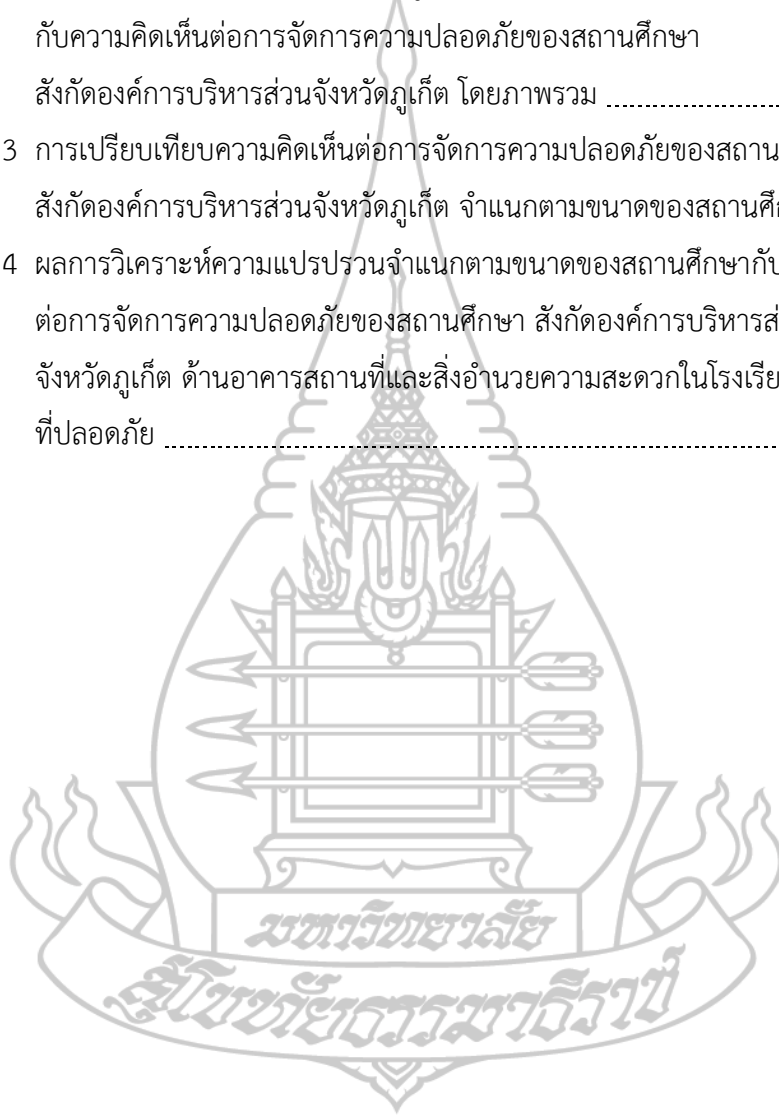 กับความคิดเห็นต่อการจัดการความปลอดภัยของสถานศึกษา
สังกัดองค์การบริหารส่วนจังหวัดภูเก็ต โดยภาพรวม
3 การเปรียบเทียบความคิดเห็นต่อการจัดการความปลอดภัยของสถาน
สังกัดองค์การบริหารส่วนจังหวัดภูเก็ต จำแนกตามขนาดของสถานศึก
4 ผลการวิเคราะห์ความแปรปรวนจำแนกตามขนาดของสถานศึกษากับ
ต่อการจัดการความปลอดภัยของสถานศึกษา สังกัดองค์การบริหารส่
จังหวัดภูเก็ต ด้านอาคารสถานที่และสิ่งอำนวยความสะดวกในโรงเรีย
ที่ปลอดภัย
มหาวิทยาลัย
สุโขทัยธรรมาธิราช